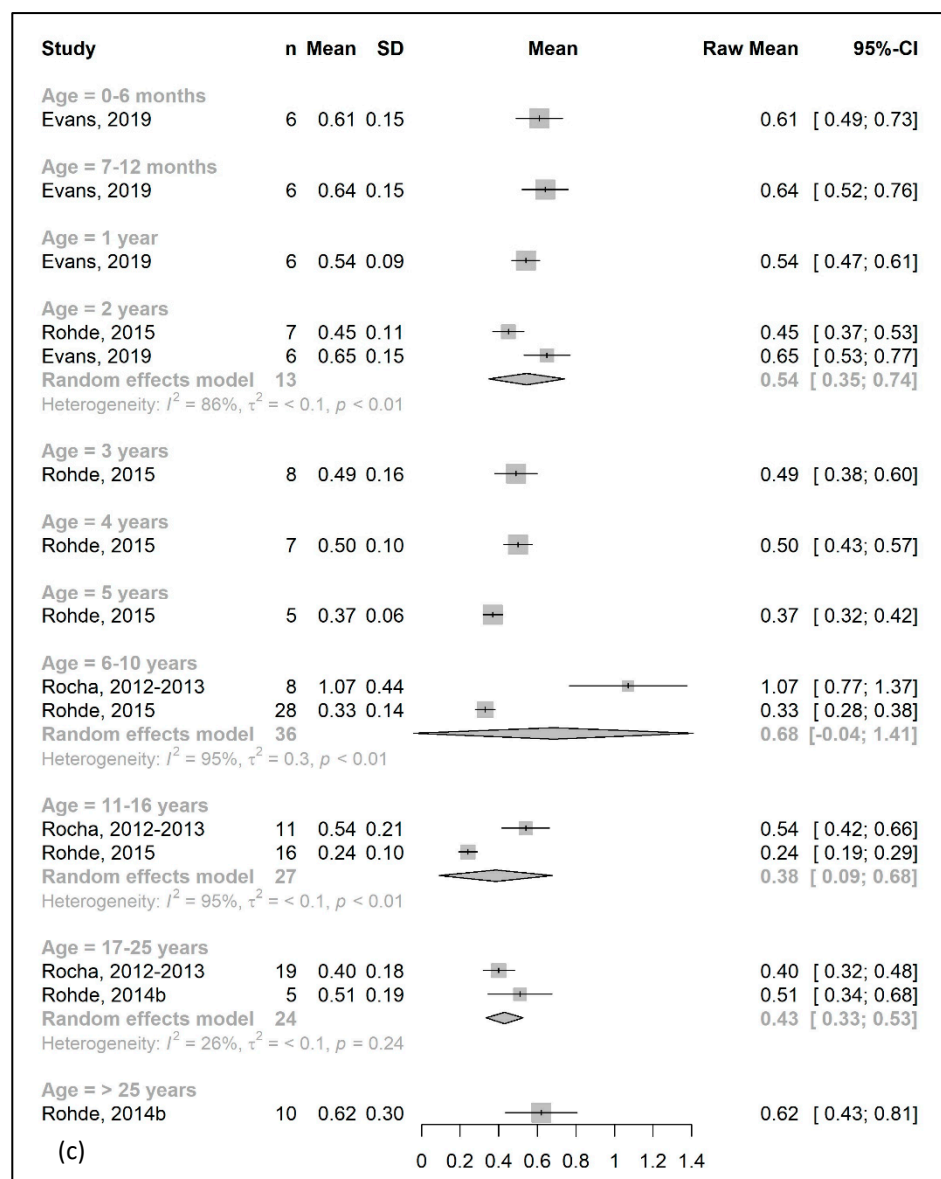 Study n Mean SD Mean Raw Mean 95%-CI
Age = 0-6 months
Evans, 2019 6 0.61 0.15 0.61 [ 0.49; 0.73]
Age = 7-12 months
Evans, 2019 6 0.64 0.15 0.64 [ 0.52; 0.76]
Age = 1 year
Evans, 2019 6 0.54 0.09 0.54 [ 0.47; 0.61]
Age = 2 years
Rohde, 2015 7 0.45 0.11 0.45 [ 0.37; 0.53]
Evans, 2019 6 0.65 0.15 0.65 [ 0.53; 0.77]
Random effects model 13 0.54 [ 0.35; 0.74]
Heterogeneity: I² = 86%, τ² = < 0.1, p < 0.01
Age = 3 years
Rohde, 2015 8 0.49 0.16 0.49 [ 0.38; 0.60]
Age = 4 years
Rohde, 2015 7 0.50 0.10 0.50 [ 0.43; 0.57]
Age = 5 years
Rohde, 2015 5 0.37 0.06 0.37 [ 0.32; 0.42]
Age = 6-10 years
Rocha, 2012-2013 8 1.07 0.44 1.07 [ 0.77; 1.37]
Rohde, 2015 28 0.33 0.14 0.33 [ 0.28; 0.38]
Random effects model 36 0.68 [-0.04; 1.41]
Heterogeneity: I² = 95%, τ² = 0.3, p < 0.01
Age = 11-16 years
Rocha, 2012-2013 11 0.54 0.21 0.54 [ 0.42; 0.66]
Rohde, 2015 16 0.24 0.10 0.24 [ 0.19; 0.29]
Random effects model 27 0.38 [ 0.09; 0.68]
Heterogeneity: I² = 95%, τ² = < 0.1, p < 0.01
Age = 17-25 years
Rocha, 2012-2013 19 0.40 0.18 0.40 [ 0.32; 0.48]
Rohde, 2014b 5 0.51 0.19 0.51 [ 0.34; 0.68]
Random effects model 24 0.43 [ 0.33; 0.53]
Heterogeneity: I² = 26%, τ² = < 0.1, p = 0.24
Age = > 25 years
Rohde, 2014b 10 0.62 0.30 0.62 [ 0.43; 0.81]
(c)
0 0.2 0.4 0.6 0.8 1 1.2 1.4